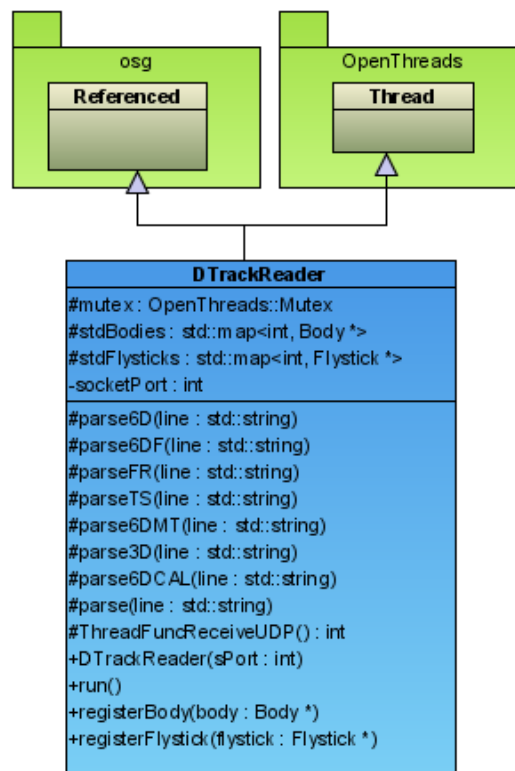 osg
Referenced
OpenThreads
Thread
DTrackReader
#mutex : OpenThreads::Mutex
#stdBodies : std::map<int, Body *>
#stdFlysticks : std::map<int, Flystick *>
-socketPort : int
#parse6D(line : std::string)
#parse6DF(line : std::string)
#parseFR(line : std::string)
#parseTS(line : std::string)
#parse6DMT(line : std::string)
#parse3D(line : std::string)
#parse6DCAL(line : std::string)
#parse(line : std::string)
#ThreadFuncReceiveUDP() : int
+DTrackReader(sPort : int)
+run()
+registerBody(body : Body *)
+registerFlystick(flystick : Flystick *)